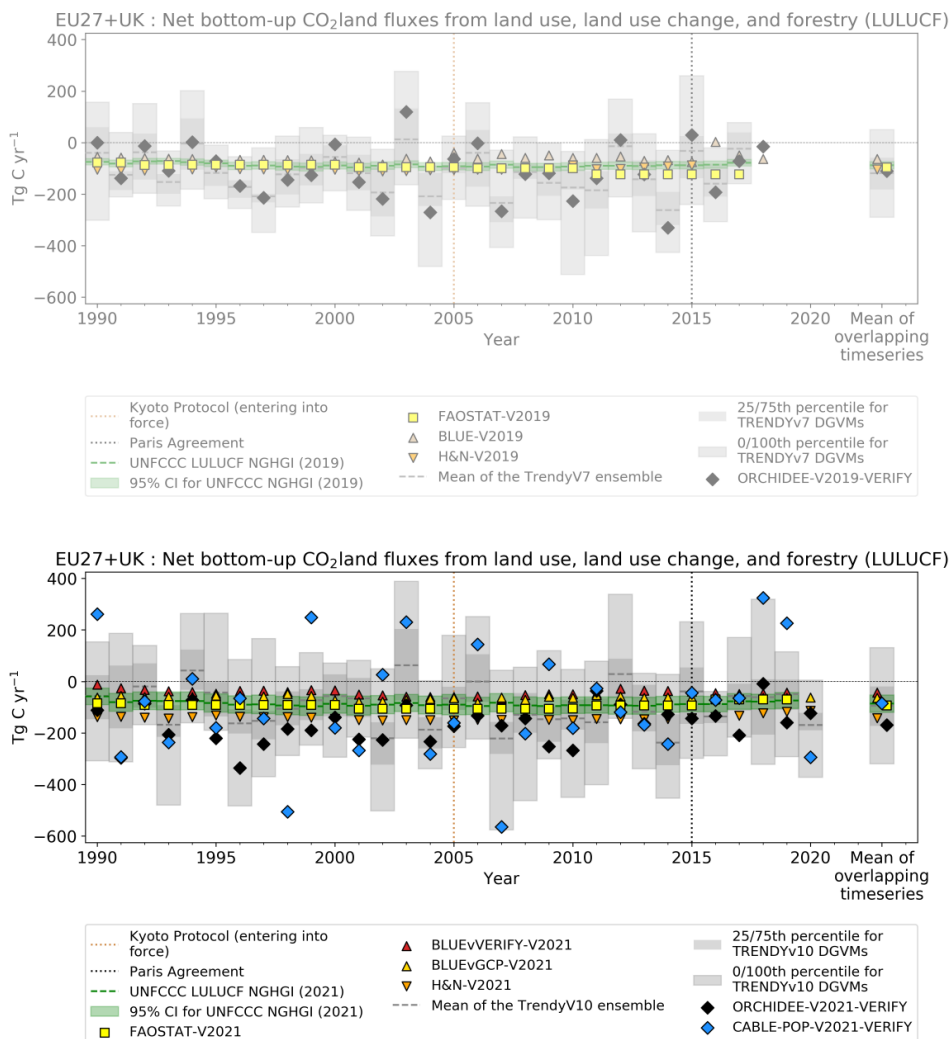 EU27+UK : Net bottom-up CO₂land fluxes from land use, land use change, and forestry (LULUCF)
400
200
0
−200
−400
−600
Tg C yr⁻¹
1990
1995
2000
2005
2010
2015
2020
Mean of
overlapping
timeseries
Year
Kyoto Protocol (entering into
force)
Paris Agreement
UNFCCC LULUCF NGHGI (2019)
95% CI for UNFCCC NGHGI (2019)
FAOSTAT-V2019
BLUE-V2019
H&N-V2019
Mean of the TrendyV7 ensemble
25/75th percentile for
TRENDYv7 DGVMs
0/100th percentile for
TRENDYv7 DGVMs
ORCHIDEE-V2019-VERIFY
EU27+UK : Net bottom-up CO₂land fluxes from land use, land use change, and forestry (LULUCF)
400
200
0
−200
−400
−600
Tg C yr⁻¹
1990
1995
2000
2005
2010
2015
2020
Mean of
overlapping
timeseries
Year
Kyoto Protocol (entering into
force)
Paris Agreement
UNFCCC LULUCF NGHGI (2021)
95% CI for UNFCCC NGHGI (2021)
FAOSTAT-V2021
BLUEvVERIFY-V2021
BLUEvGCP-V2021
H&N-V2021
Mean of the TrendyV10 ensemble
25/75th percentile for
TRENDYv10 DGVMs
0/100th percentile for
TRENDYv10 DGVMs
ORCHIDEE-V2021-VERIFY
CABLE-POP-V2021-VERIFY